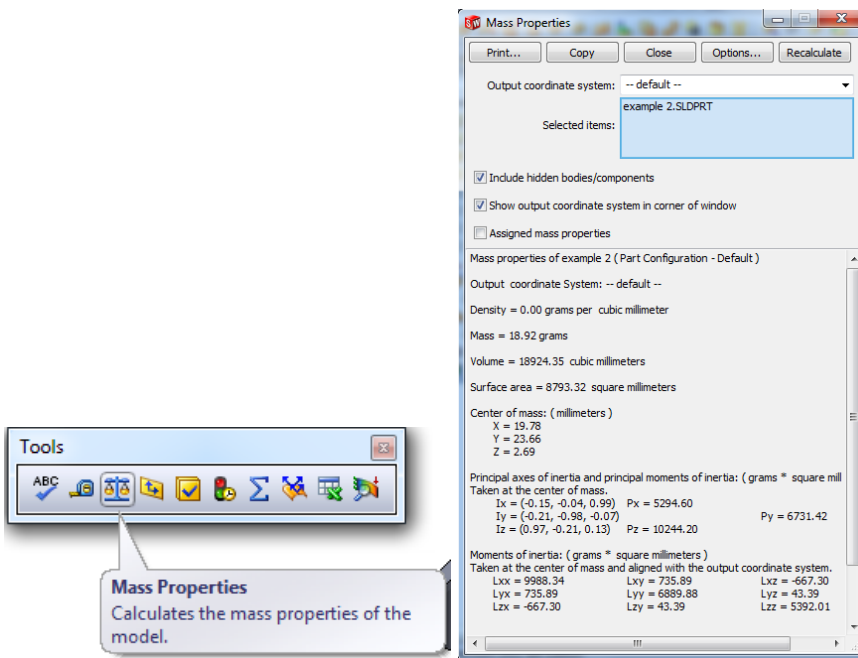 Tools
ABC
Mass Properties
Calculates the mass properties of the
model.
SW Mass Properties
Print... Copy Close Options... Recalculate
Output coordinate system: -- default --
Selected items: example 2.SLDPRT
Include hidden bodies/components
Show output coordinate system in corner of window
Assigned mass properties
Mass properties of example 2 ( Part Configuration - Default )
Output coordinate System: -- default --
Density = 0.00 grams per cubic millimeter
Mass = 18.92 grams
Volume = 18924.35 cubic millimeters
Surface area = 8793.32 square millimeters
Center of mass: ( millimeters )
X = 19.78
Y = 23.66
Z = 2.69
Principal axes of inertia and principal moments of inertia: ( grams * square mill
Taken at the center of mass.
Ix = (-0.15, -0.04, 0.99) Px = 5294.60
Iy = (-0.21, -0.98, -0.07) Py = 6731.42
Iz = (0.97, -0.21, 0.13) Pz = 10244.20
Moments of inertia: ( grams * square millimeters )
Taken at the center of mass and aligned with the output coordinate system.
Lxx = 9988.34 Lxy = 735.89 Lxz = -667.30
Lyx = 735.89 Lyy = 6889.88 Lyz = 43.39
Lzx = -667.30 Lzy = 43.39 Lzz = 5392.01